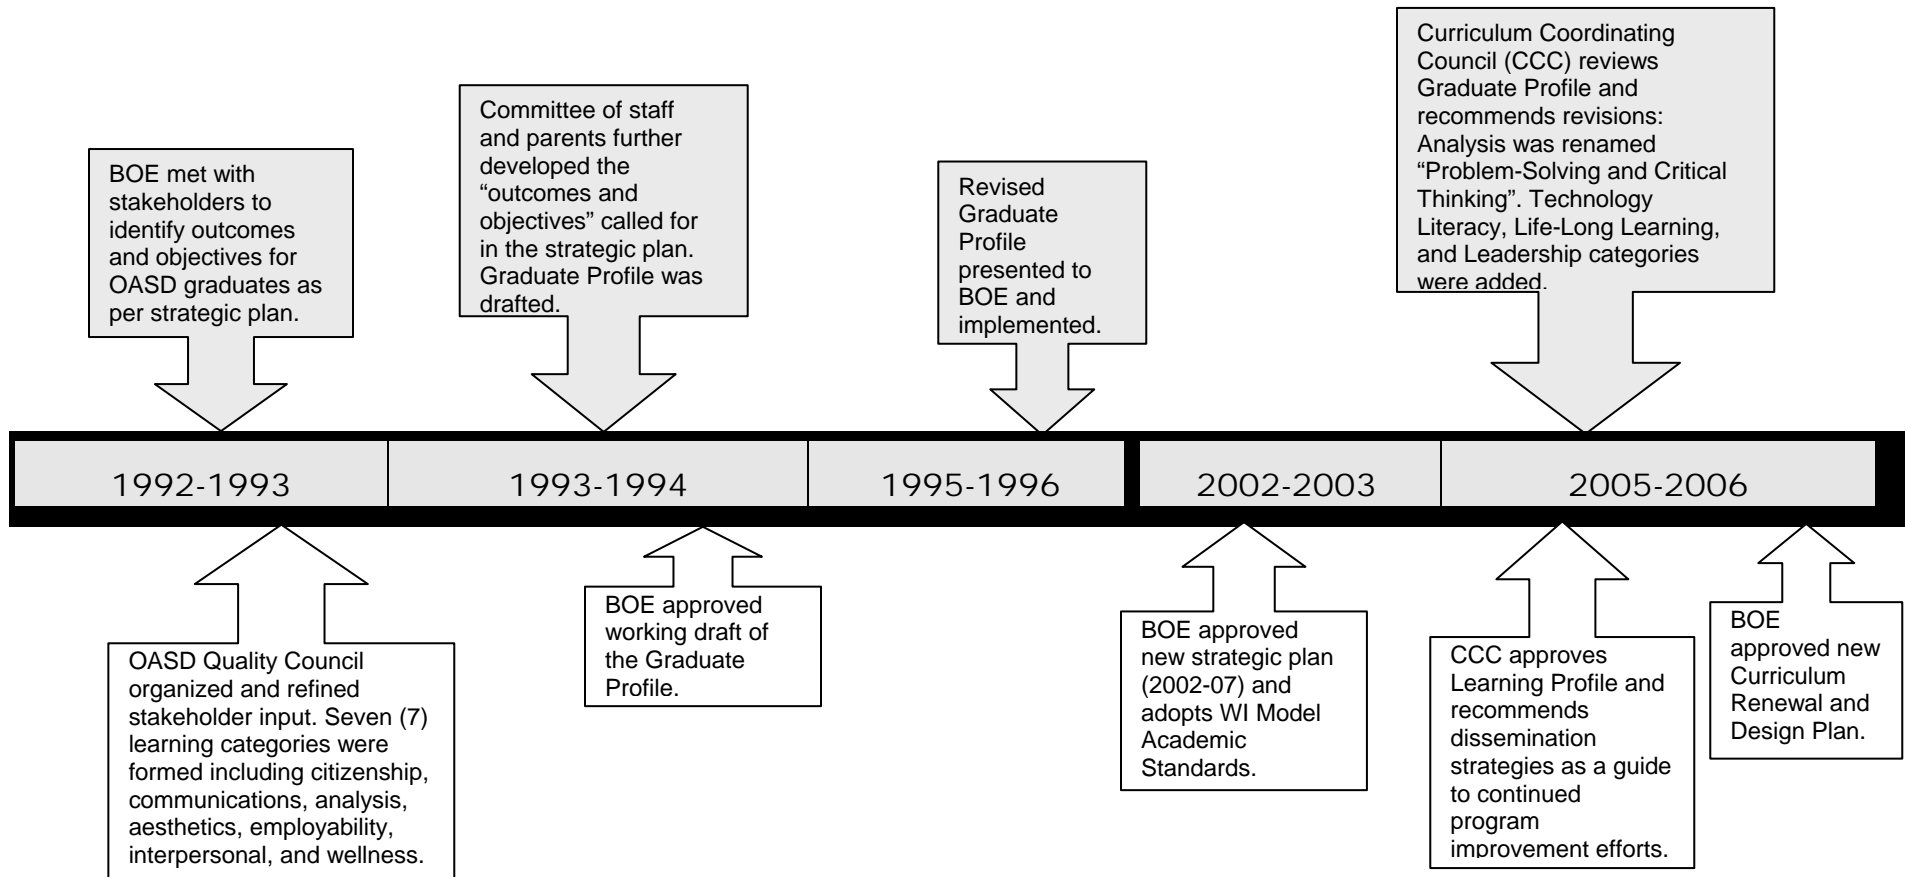 BOE met with
stakeholders to
identify outcomes
and objectives for
OASD graduates as
per strategic plan.
Committee of staff
and parents further
developed the
“outcomes and
objectives” called for
in the strategic plan.
Graduate Profile was
drafted.
Revised
Graduate
Profile
presented to
BOE and
implemented.
Curriculum Coordinating
Council (CCC) reviews
Graduate Profile and
recommends revisions:
Analysis was renamed
“Problem-Solving and Critical
Thinking”. Technology
Literacy, Life-Long Learning,
and Leadership categories
were added.
1992-1993
1993-1994
1995-1996
2002-2003
2005-2006
OASD Quality Council
organized and refined
stakeholder input. Seven (7)
learning categories were
formed including citizenship,
communications, analysis,
aesthetics, employability,
interpersonal, and wellness.
BOE approved
working draft of
the Graduate
Profile.
BOE approved
new strategic plan
(2002-07) and
adopts WI Model
Academic
Standards.
CCC approves
Learning Profile and
recommends
dissemination
strategies as a guide
to continued
program
improvement efforts.
BOE
approved new
Curriculum
Renewal and
Design Plan.